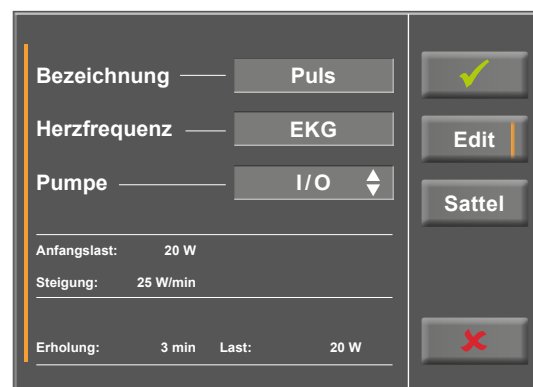 Bezeichnung Puls
Herzfrequenz EKG
Edit
Pumpe I/O
Sattel
Anfangslast: 20 W
Steigung: 25 W/min
Erholung: 3 min Last: 20 W